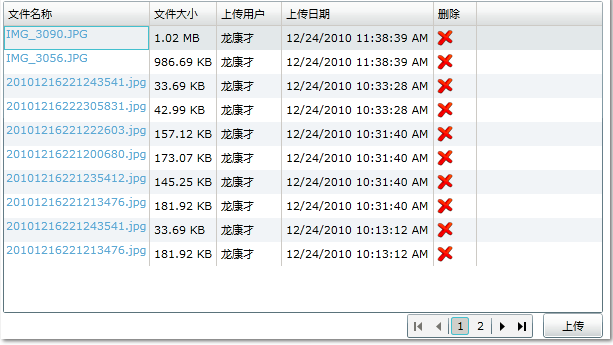 文件名称 文件大小 上传用户 上传日期 删除
IMG_3090.JPG 1.02 MB 龙康才 12/24/2010 11:38:39 AM
IMG_3056.JPG 986.69 KB 龙康才 12/24/2010 11:38:39 AM
20101216221243541.jpg 33.69 KB 龙康才 12/24/2010 10:33:28 AM
20101216222305831.jpg 42.99 KB 龙康才 12/24/2010 10:33:28 AM
20101216221222603.jpg 157.12 KB 龙康才 12/24/2010 10:31:40 AM
20101216221200680.jpg 173.07 KB 龙康才 12/24/2010 10:31:40 AM
20101216221235412.jpg 145.25 KB 龙康才 12/24/2010 10:31:40 AM
20101216221213476.jpg 181.92 KB 龙康才 12/24/2010 10:31:40 AM
20101216221243541.jpg 33.69 KB 龙康才 12/24/2010 10:13:12 AM
20101216221213476.jpg 181.92 KB 龙康才 12/24/2010 10:13:12 AM
1 2 上传